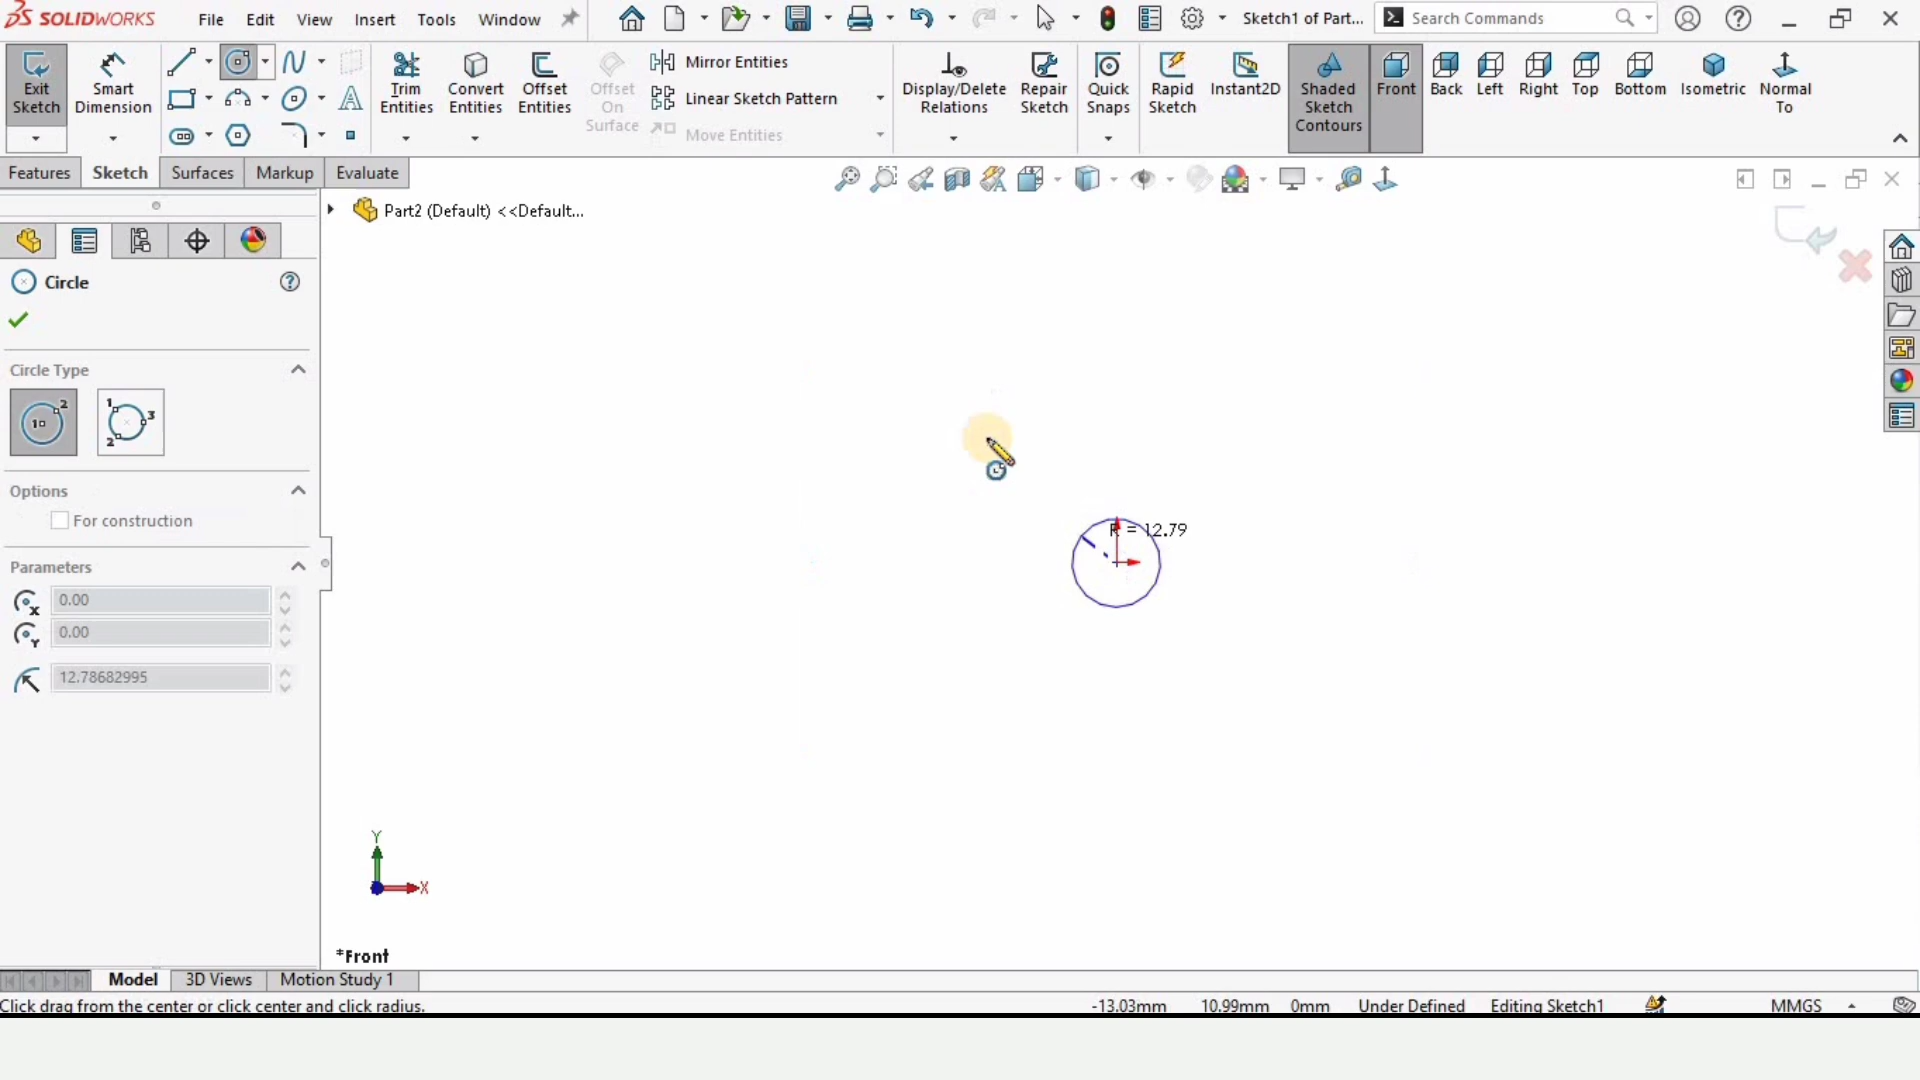 SOLIDWORKS File Edit View Insert Tools Window Sketch1 of Part... Search Commands
Exit Sketch
Smart Dimension
Trim Entities
Convert Entities
Offset Entities
Offset On Surface
Mirror Entities
Linear Sketch Pattern
Move Entities
Display/Delete Relations
Repair Sketch
Quick Snaps
Rapid Sketch
Instant2D
Shaded Sketch Contours
Front
Back
Left
Right
Top
Bottom
Isometric
Normal To
Features Sketch Surfaces Markup Evaluate
Part2 (Default) <<Default...
Circle
Circle Type
1 2
1 2 3
Options
For construction
R = 12.79
Parameters
X 0.00
Y 0.00
12.78682995
Y
X
*Front
Model 3D Views Motion Study 1
Click drag from the center or click center and click radius. -13.03mm 10.99mm 0mm Under Defined Editing Sketch1 MMGS